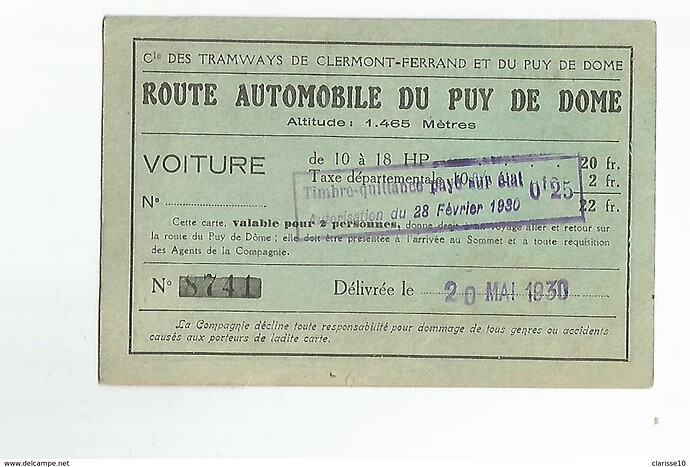 Cie DES TRAMWAYS DE CLERMONT-FERRAND ET DU PUY DE DOME
ROUTE AUTOMOBILE DU PUY DE DOME
Altitude: 1.465 Mètres
VOITURE
de 10 à 18 HP 20 fr.
Taxe départementale 10 % 2 fr.
22 fr.
Timbre-quittance payé sur état 0f25
Autorisation du 28 Février 1930
N°
Cette carte, valable pour 2 personnes, donne droit au voyage aller et retour sur
la route du Puy de Dôme; elle doit être présentée à l'arrivée au Sommet et à toute réquisition
des Agents de la Compagnie.
N° 8741 Délivrée le 20 MAI 1930
La Compagnie décline toute responsabilité pour dommage de tous genres ou accidents
causés aux porteurs de ladite carte.
www.delcampe.net clarisse10